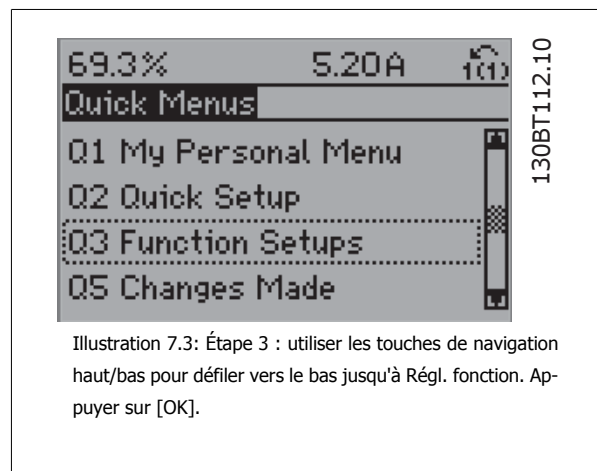 69.3% 5.20A 1(1)
Quick Menus
Q1 My Personal Menu
Q2 Quick Setup
Q3 Function Setups
Q5 Changes Made
130BT112.10
Illustration 7.3: Étape 3 : utiliser les touches de navigation
haut/bas pour défiler vers le bas jusqu'à Régl. fonction. Ap-
puyer sur [OK].